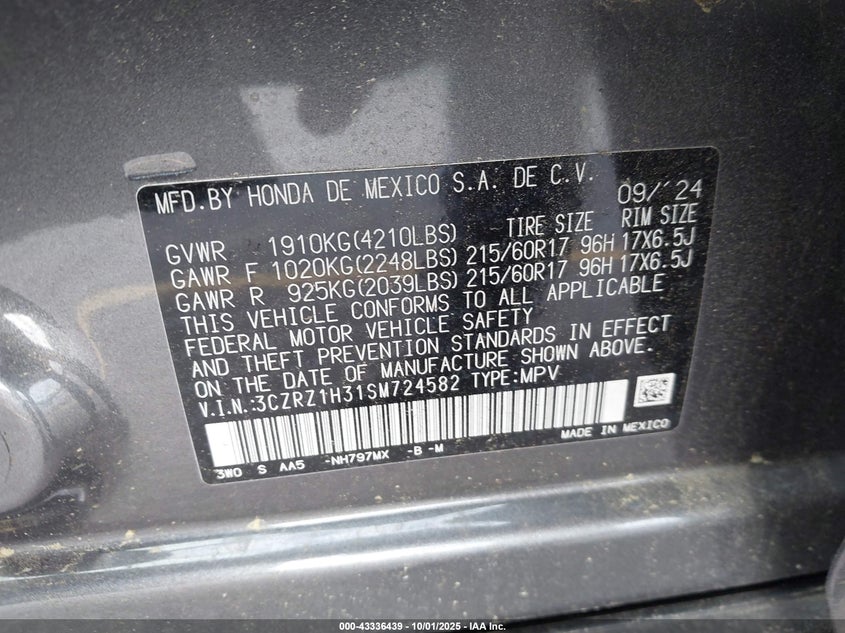 MFD.BY HONDA DE MEXICO S.A. DE C.V. 09/'24
TIRE SIZE RIM SIZE
GVWR 1910KG(4210LBS)
GAWR F 1020KG(2248LBS) 215/60R17 96H 17X6.5J
GAWR R 925KG(2039LBS) 215/60R17 96H 17X6.5J
THIS VEHICLE CONFORMS TO ALL APPLICABLE
FEDERAL MOTOR VEHICLE SAFETY
AND THEFT PREVENTION STANDARDS IN EFFECT
ON THE DATE OF MANUFACTURE SHOWN ABOVE.
V.I.N.:3CZRZ1H31SM724582 TYPE:MPV
MADE IN MEXICO
3W0 S AA5 -NH797MX -B -M
000-43336439 - 10/01/2025 - IAA Inc.